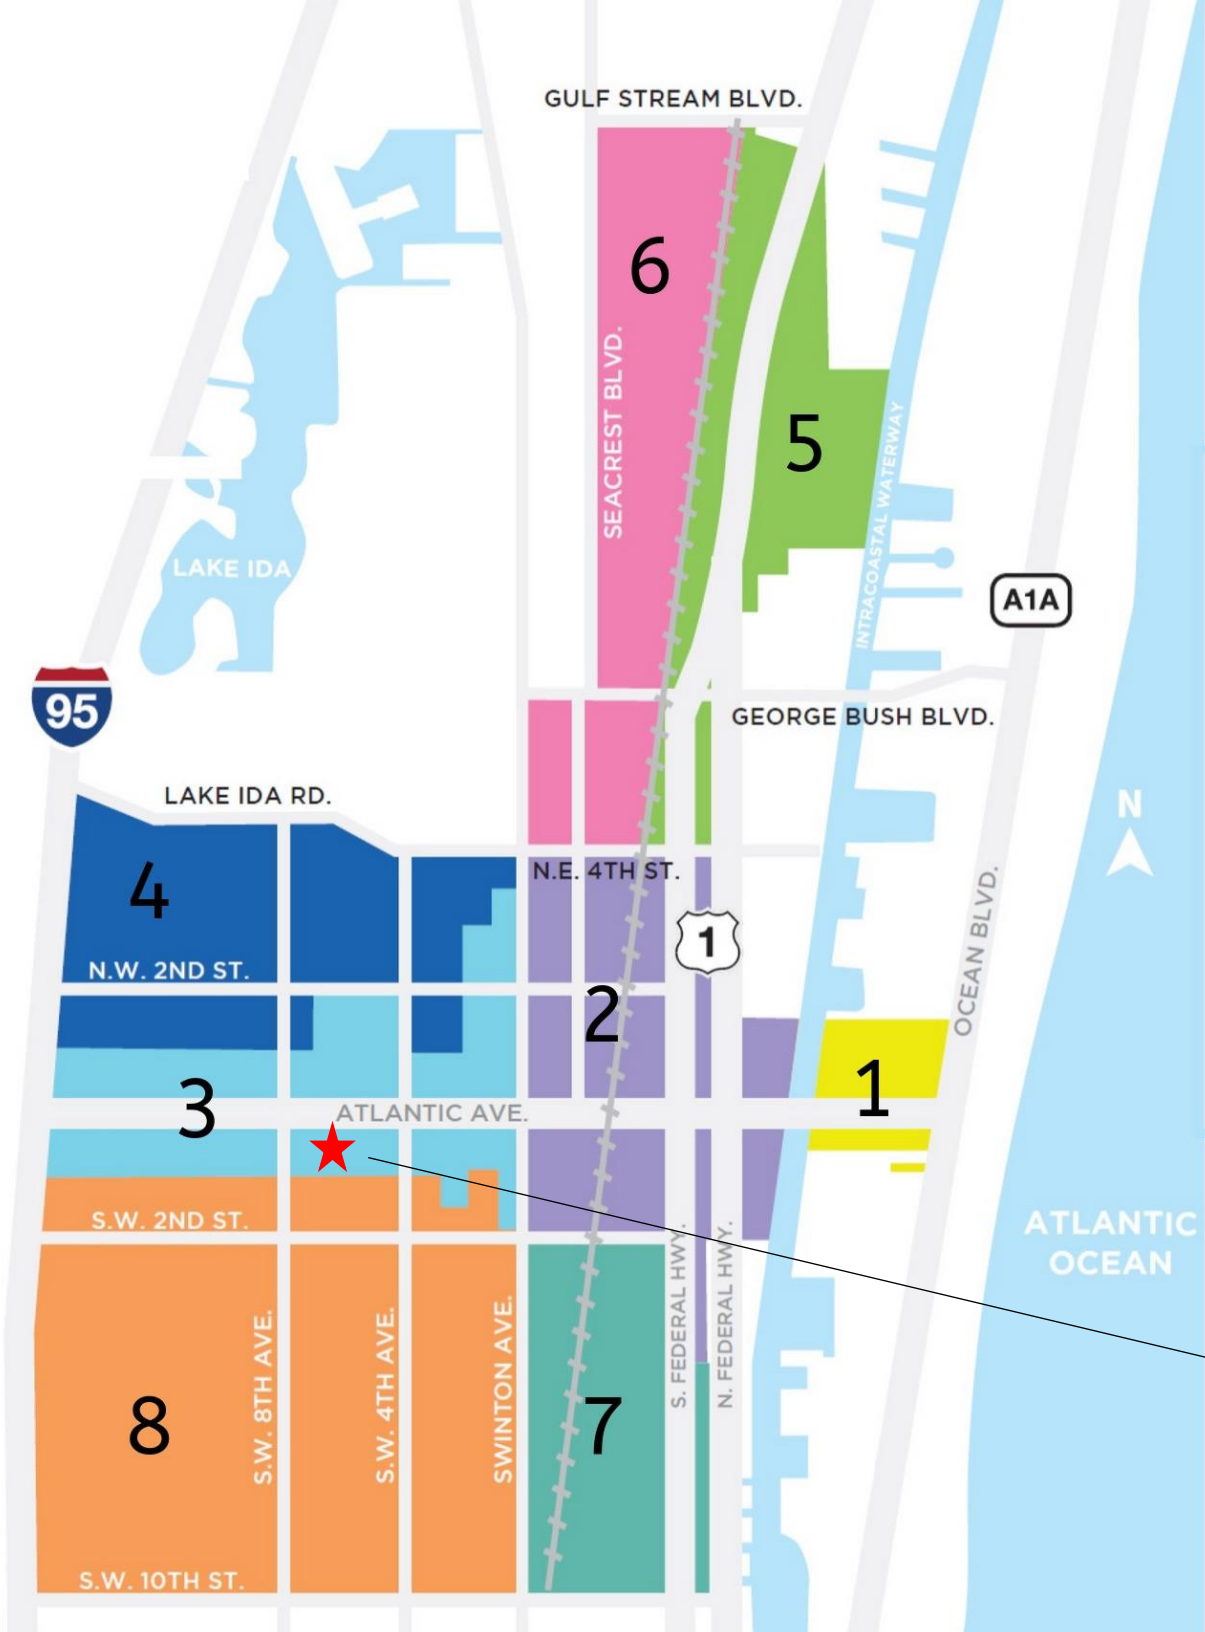 GULF STREAM BLVD.
6
SEACREST BLVD.
5
INTRACOASTAL WATERWAY
LAKE IDA
A1A
95
GEORGE BUSH BLVD.
LAKE IDA RD.
N
4
N.E. 4TH ST.
1
N.W. 2ND ST.
2
OCEAN BLVD.
3
1
ATLANTIC AVE.
S.W. 2ND ST.
ATLANTIC
OCEAN
S.W. 8TH AVE.
S.W. 4TH AVE.
SWINTON AVE.
S. FEDERAL HWY.
N. FEDERAL HWY.
8
7
S.W. 10TH ST.